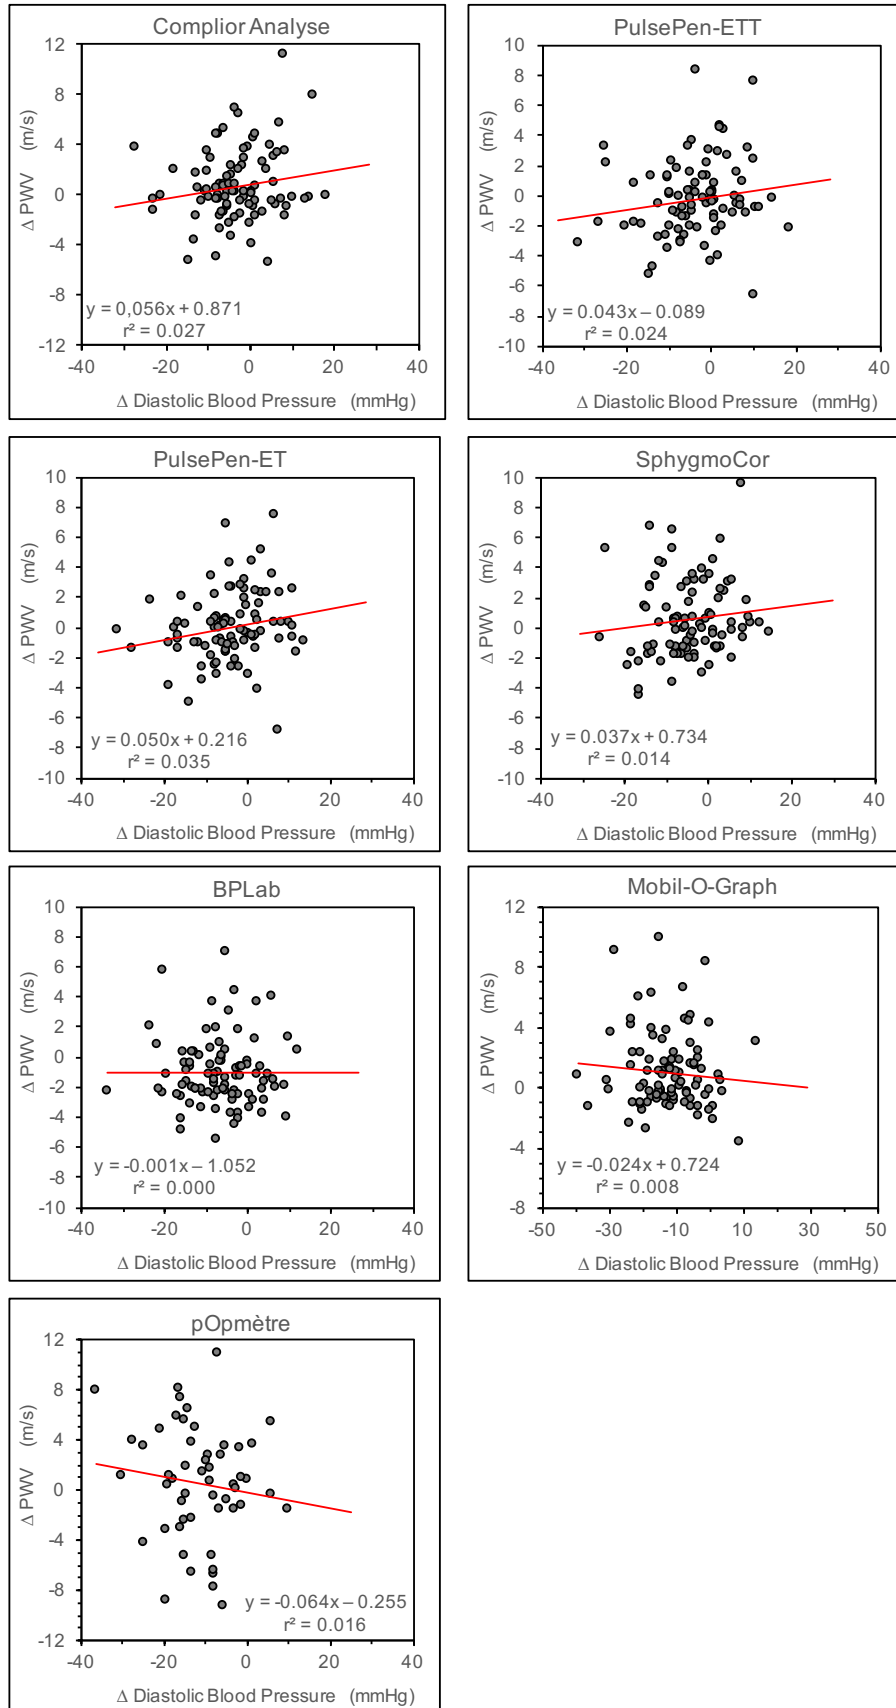 Complior Analyse
12
8
4
0
-4
-8
-12
Δ PWV (m/s)
y = 0,056x + 0.871
r² = 0.027
-40 -20 0 20 40
Δ Diastolic Blood Pressure (mmHg)
PulsePen-ETT
10
8
6
4
2
0
-2
-4
-6
-8
-10
Δ PWV (m/s)
y = 0.043x – 0.089
r² = 0.024
-40 -20 0 20 40
Δ Diastolic Blood Pressure (mmHg)
PulsePen-ET
10
8
6
4
2
0
-2
-4
-6
-8
-10
Δ PWV (m/s)
y = 0.050x + 0.216
r² = 0.035
-40 -20 0 20 40
Δ Diastolic Blood Pressure (mmHg)
SphygmoCor
10
8
6
4
2
0
-2
-4
-6
-8
-10
Δ PWV (m/s)
y = 0.037x + 0.734
r² = 0.014
-40 -20 0 20 40
Δ Diastolic Blood Pressure (mmHg)
BPLab
10
8
6
4
2
0
-2
-4
-6
-8
-10
Δ PWV (m/s)
y = -0.001x – 1.052
r² = 0.000
-40 -20 0 20 40
Δ Diastolic Blood Pressure (mmHg)
Mobil-O-Graph
12
8
4
0
-4
-8
Δ PWV (m/s)
y = -0.024x + 0.724
r² = 0.008
-50 -30 -10 10 30 50
Δ Diastolic Blood Pressure (mmHg)
pOpmètre
12
8
4
0
-4
-8
-12
Δ PWV (m/s)
y = -0.064x – 0.255
r² = 0.016
-40 -20 0 20 40
Δ Diastolic Blood Pressure (mmHg)